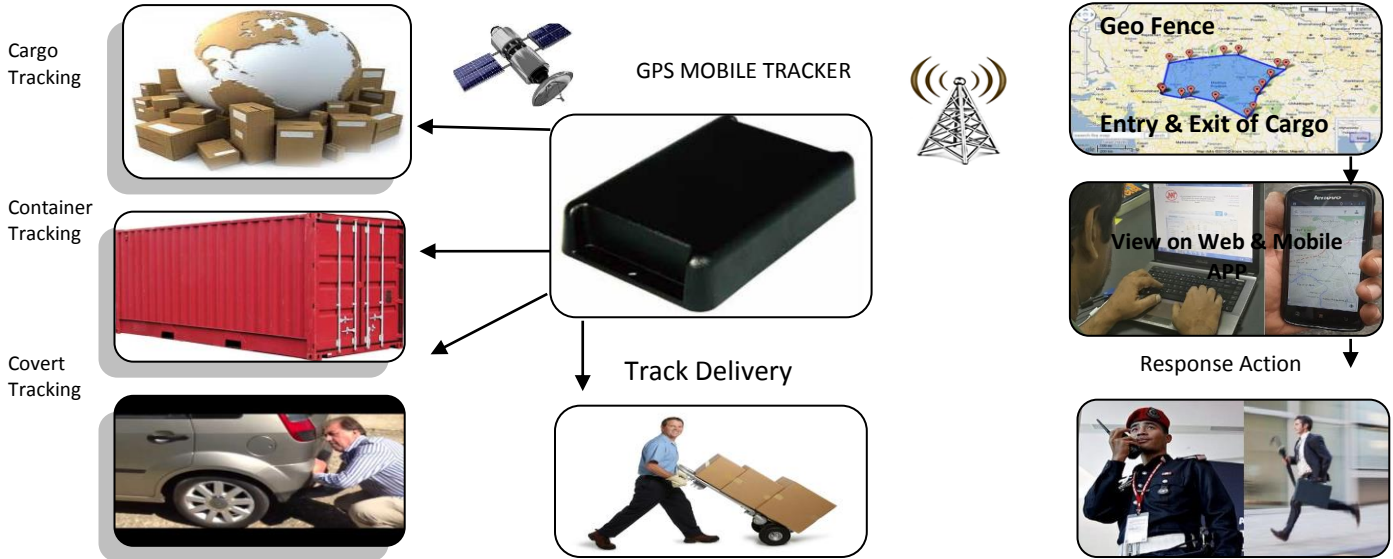 Cargo
Tracking
GPS MOBILE TRACKER
Geo Fence
Entry & Exit of Cargo
Container
Tracking
View on Web & Mobile
APP
lenovo
Covert
Tracking
Track Delivery
Response Action